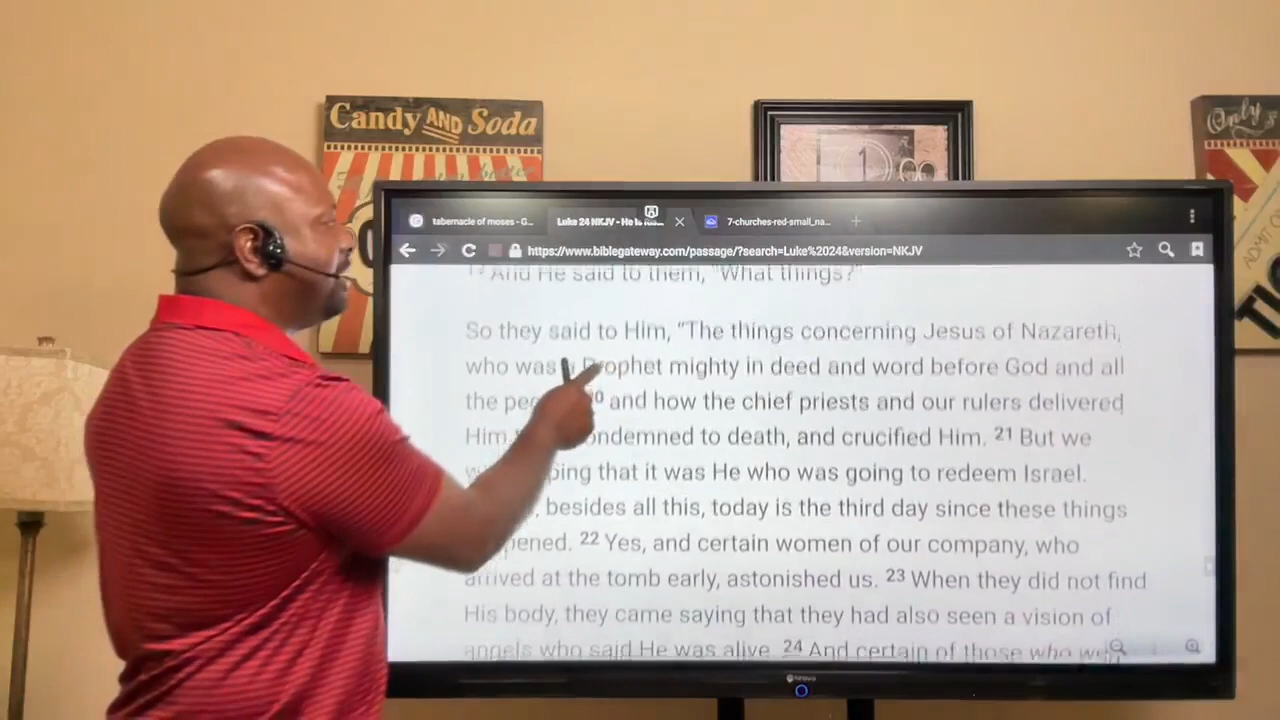 Candy AND Soda
Only
ADMIT
tabernacle of moses - G...
Luke 24 NKJV - He Is
7-churches-red-small_na...
https://www.biblegateway.com/passage/?search=Luke%2024&version=NKJV
And He said to them, "What things?"
So they said to Him, “The things concerning Jesus of Nazareth,
who was Prophet mighty in deed and word before God and all
the and how the chief priests and our rulers delivered
Him to death, and crucified Him. 21 But we
that it was He who was going to redeem Israel.
besides all this, today is the third day since these things
22 Yes, and certain women of our company, who
arrived at the tomb early, astonished us. 23 When they did not find
His body, they came saying that they had also seen a vision of
angels who said He was alive. 24 And certain of those who